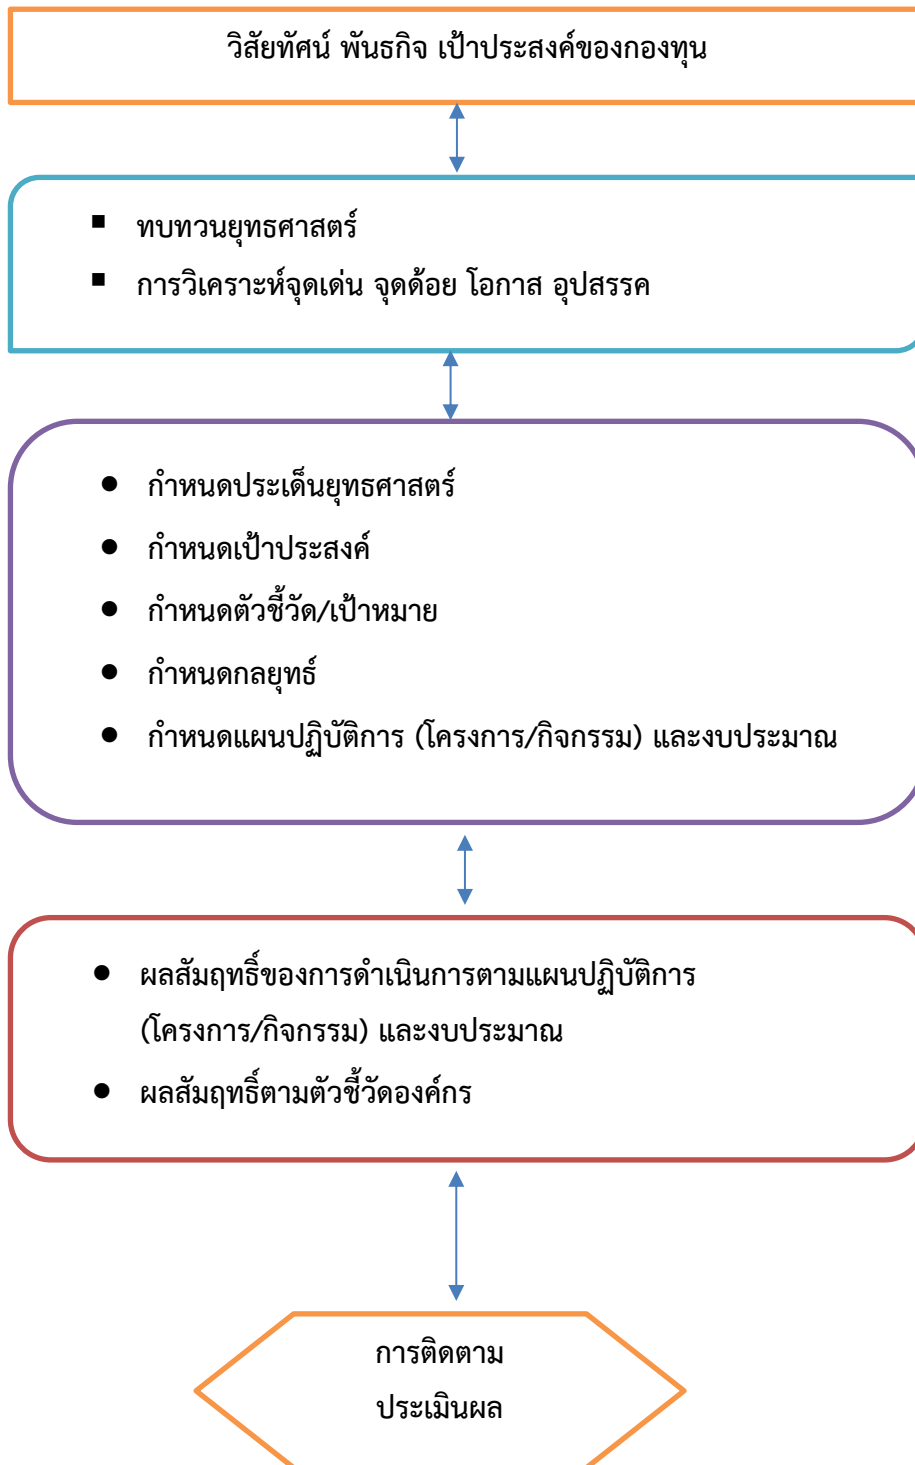 วิสัยทัศน์ พันธกิจ เป้าประสงค์ของกองทุน
▪ ทบทวนยุทธศาสตร์
▪ การวิเคราะห์จุดเด่น จุดด้อย โอกาส อุปสรรค
● กำหนดประเด็นยุทธศาสตร์
● กำหนดเป้าประสงค์
● กำหนดตัวชี้วัด/เป้าหมาย
● กำหนดกลยุทธ์
● กำหนดแผนปฏิบัติการ (โครงการ/กิจกรรม) และงบประมาณ
● ผลสัมฤทธิ์ของการดำเนินการตามแผนปฏิบัติการ
(โครงการ/กิจกรรม) และงบประมาณ
● ผลสัมฤทธิ์ตามตัวชี้วัดองค์กร
การติดตาม
ประเมินผล